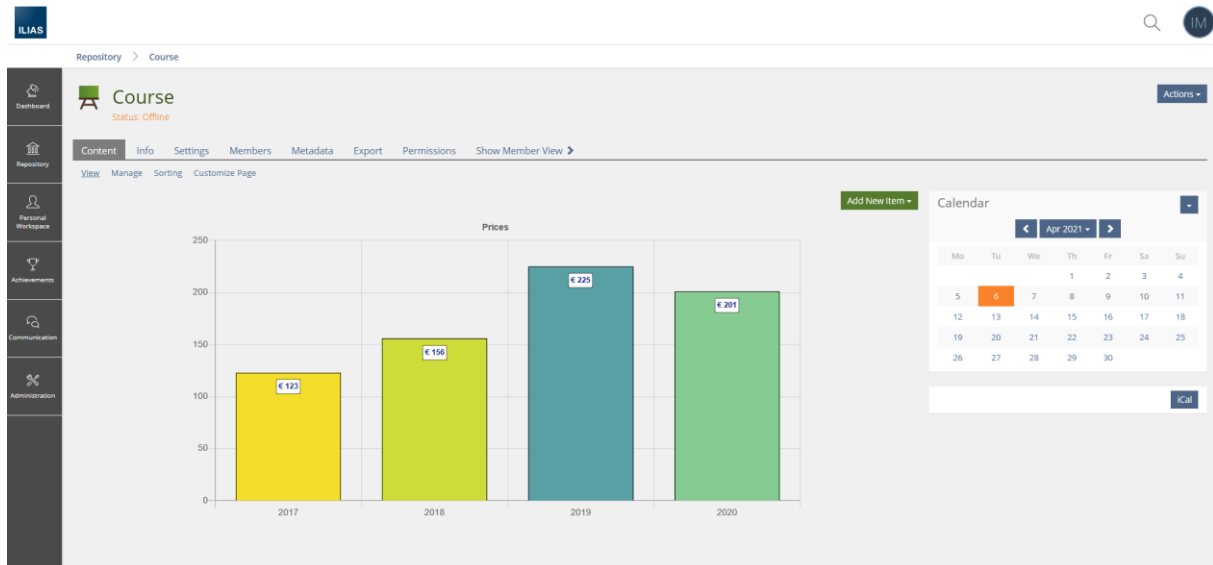 ILIAS
IM
Repository > Course
Dashboard
Repository
Personal
Workspace
Achievements
Communication
Administration
Course
Status: Offline
Actions
Content Info Settings Members Metadata Export Permissions Show Member View
View Manage Sorting Customize Page
Add New Item
Prices
250
200
150
100
50
0
€ 123
€ 156
€ 225
€ 201
2017 2018 2019 2020
Calendar
Apr 2021
Mo Tu We Th Fr Sa Su
1 2 3 4
5 6 7 8 9 10 11
12 13 14 15 16 17 18
19 20 21 22 23 24 25
26 27 28 29 30
iCal